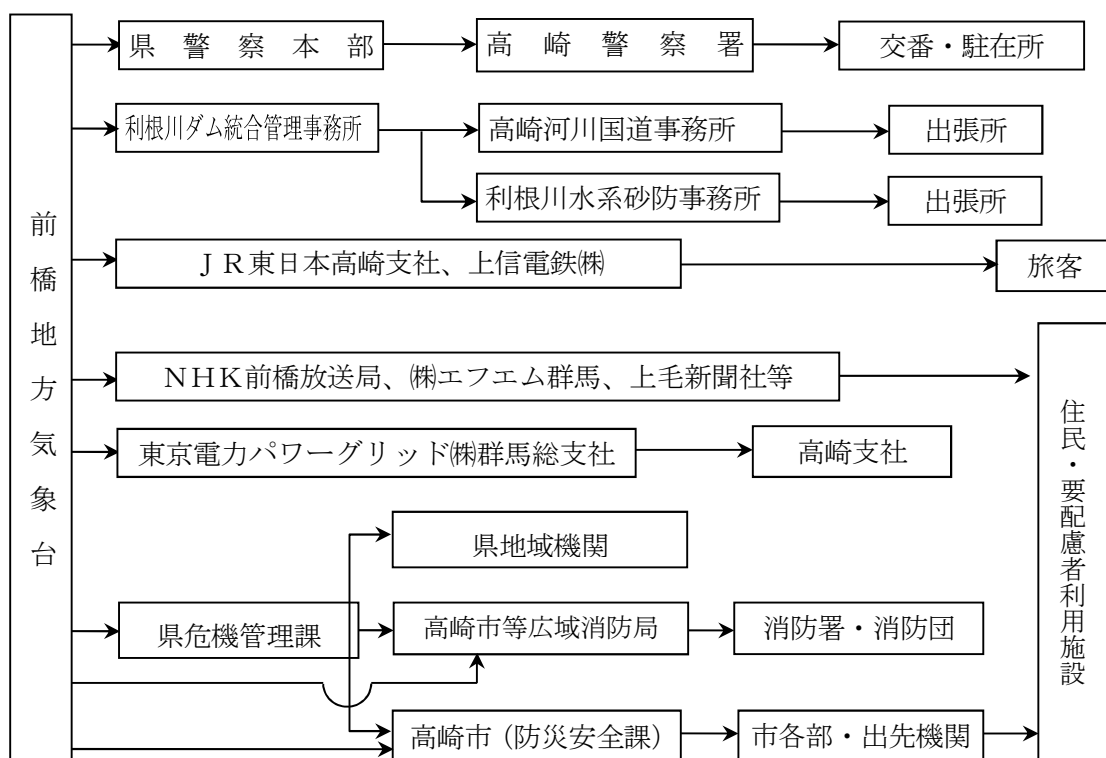 前橋地方気象台
県警察本部
高崎警察署
交番・駐在所
利根川ダム統合管理事務所
高崎河川国道事務所
出張所
利根川水系砂防事務所
出張所
JR東日本高崎支社、上信電鉄㈱
旅客
NHK前橋放送局、㈱エフエム群馬、上毛新聞社等
東京電力パワーグリッド㈱群馬総支社
高崎支社
県地域機関
県危機管理課
高崎市等広域消防局
消防署・消防団
高崎市(防災安全課)
市各部・出先機関
住民・要配慮者利用施設